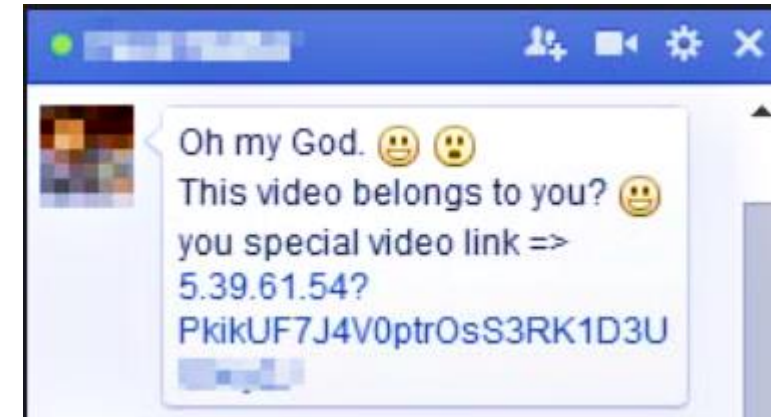 Oh my God. 😃 😮
This video belongs to you? 😃
you special video link =>
5.39.61.54?
PkikUF7J4V0ptrOsS3RK1D3U